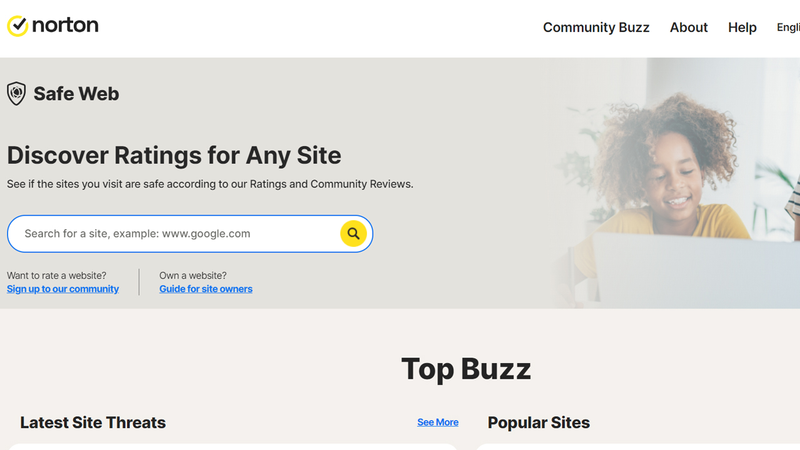 norton
Community Buzz About Help Engli
Safe Web
Discover Ratings for Any Site
See if the sites you visit are safe according to our Ratings and Community Reviews.
Search for a site, example: www.google.com
Want to rate a website? Own a website?
Sign up to our community Guide for site owners
Top Buzz
Latest Site Threats See More Popular Sites